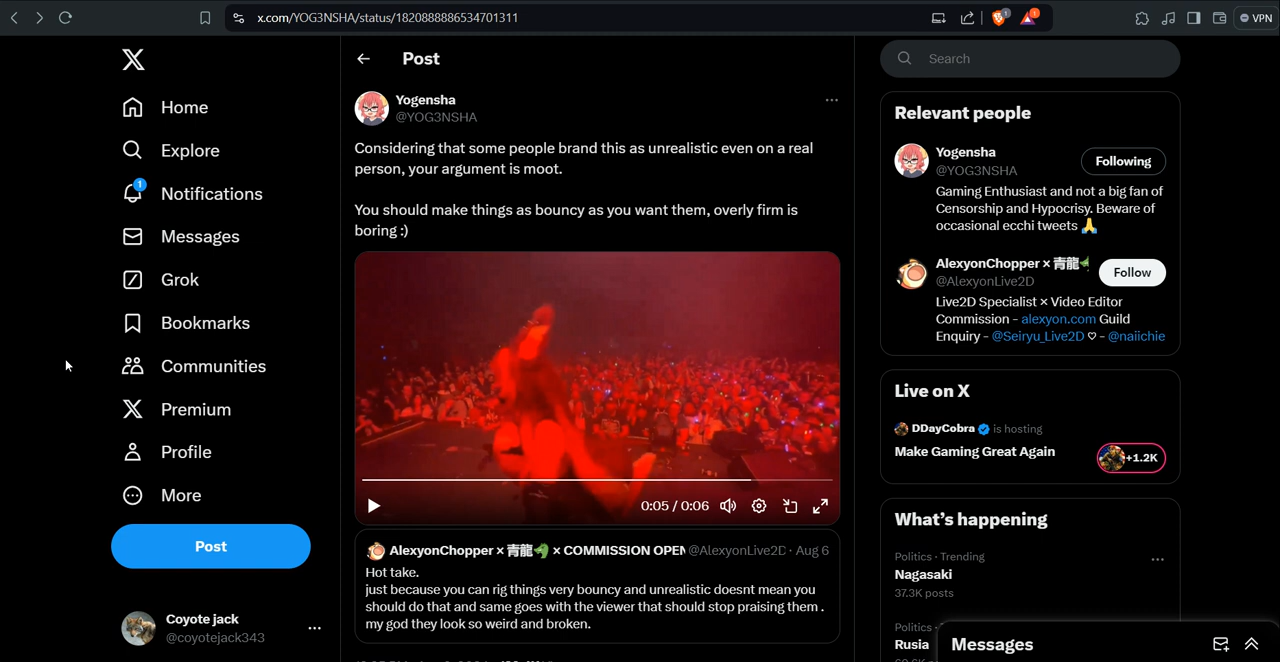 x.com/YOG3NSHA/status/1820888886534701311
1
1
VPN
Home
Explore
1
Notifications
Messages
Grok
Bookmarks
Communities
Premium
Profile
More
Post
Coyote jack
@coyotejack343
Post
Yogensha
@YOG3NSHA
Considering that some people brand this as unrealistic even on a real
person, your argument is moot.
You should make things as bouncy as you want them, overly firm is
boring :)
0:05 / 0:06
AlexyonChopper × 青龍🐲 × COMMISSION OPEN @AlexyonLive2D · Aug 6
Hot take.
just because you can rig things very bouncy and unrealistic doesnt mean you
should do that and same goes with the viewer that should stop praising them .
my god they look so weird and broken.
Search
Relevant people
Yogensha
@YOG3NSHA
Following
Gaming Enthusiast and not a big fan of
Censorship and Hypocrisy. Beware of
occasional ecchi tweets 🙏
AlexyonChopper × 青龍
@AlexyonLive2D
Follow
Live2D Specialist × Video Editor
Commission - alexyon.com Guild
Enquiry - @Seiryu_Live2D ♡ - @naiichie
Live on X
DDayCobra is hosting
Make Gaming Great Again
+1.2K
What's happening
Politics · Trending
Nagasaki
37.3K posts
Politics ·
Rusia
Messages